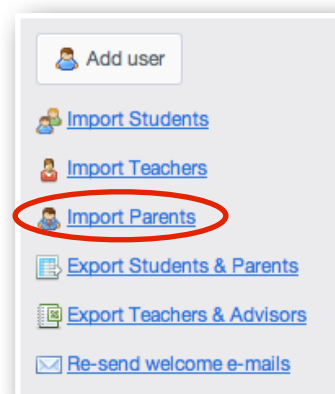 Add user
Import Students
Import Teachers
Import Parents
Export Students & Parents
Export Teachers & Advisors
Re-send welcome e-mails